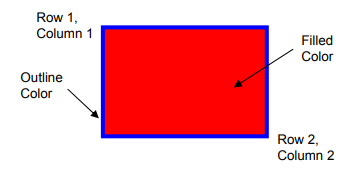 Row 1,
Column 1
Filled
Color
Outline
Color
Row 2,
Column 2